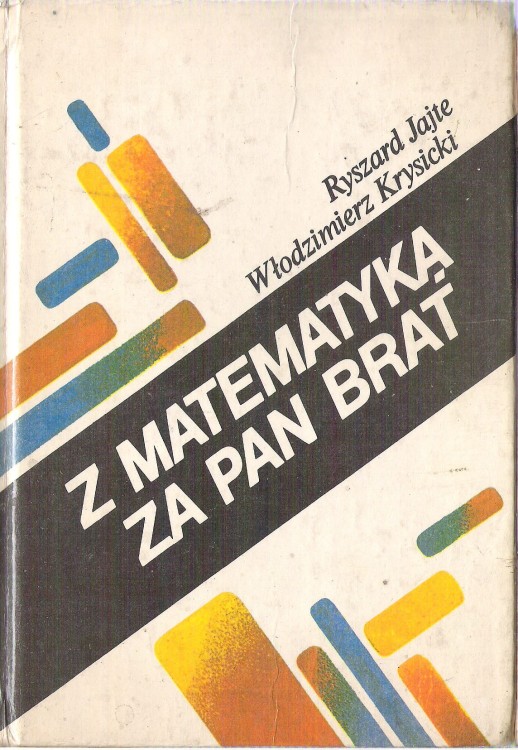 Ryszard Jajte
Włodzimierz Krysicki
Z MATEMATYKĄ
ZA PAN BRAT